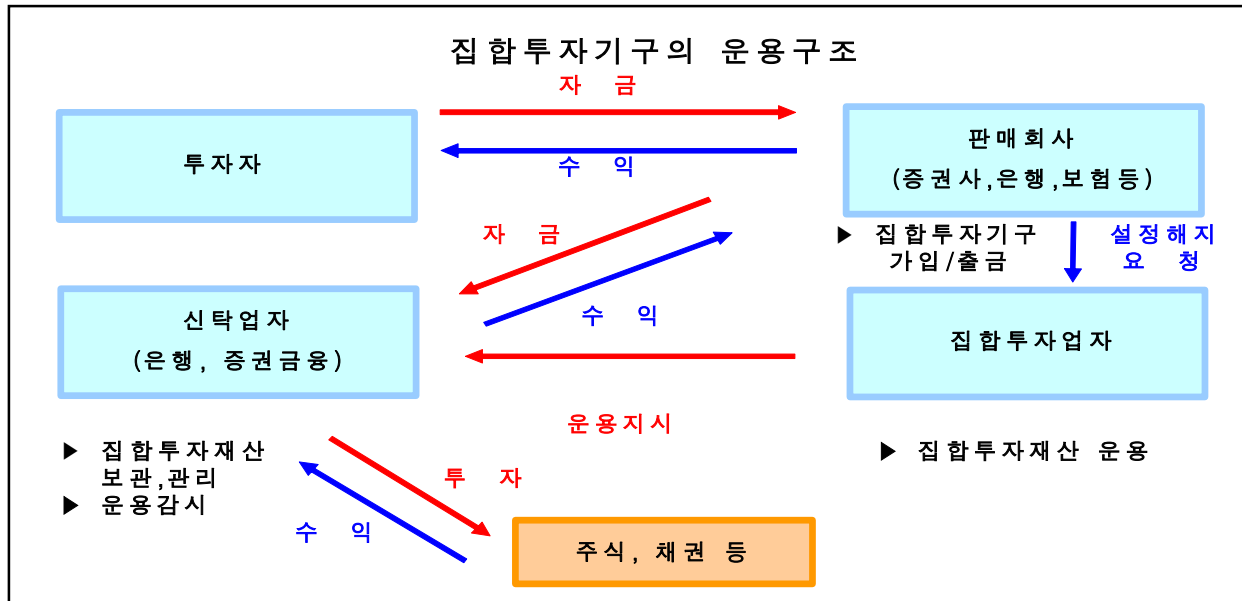 집합투자기구의 운용구조
자 금
투자자
수 익
판매회사
(증권사,은행,보험등)
자 금
▶ 집합투자기구
가입/출금
설정해지
요 청
신탁업자
(은행, 증권금융)
수 익
집합투자업자
운용지시
▶ 집합투자재산
보관,관리
▶ 운용감시
▶ 집합투자재산 운용
투 자
수 익
주식, 채권 등